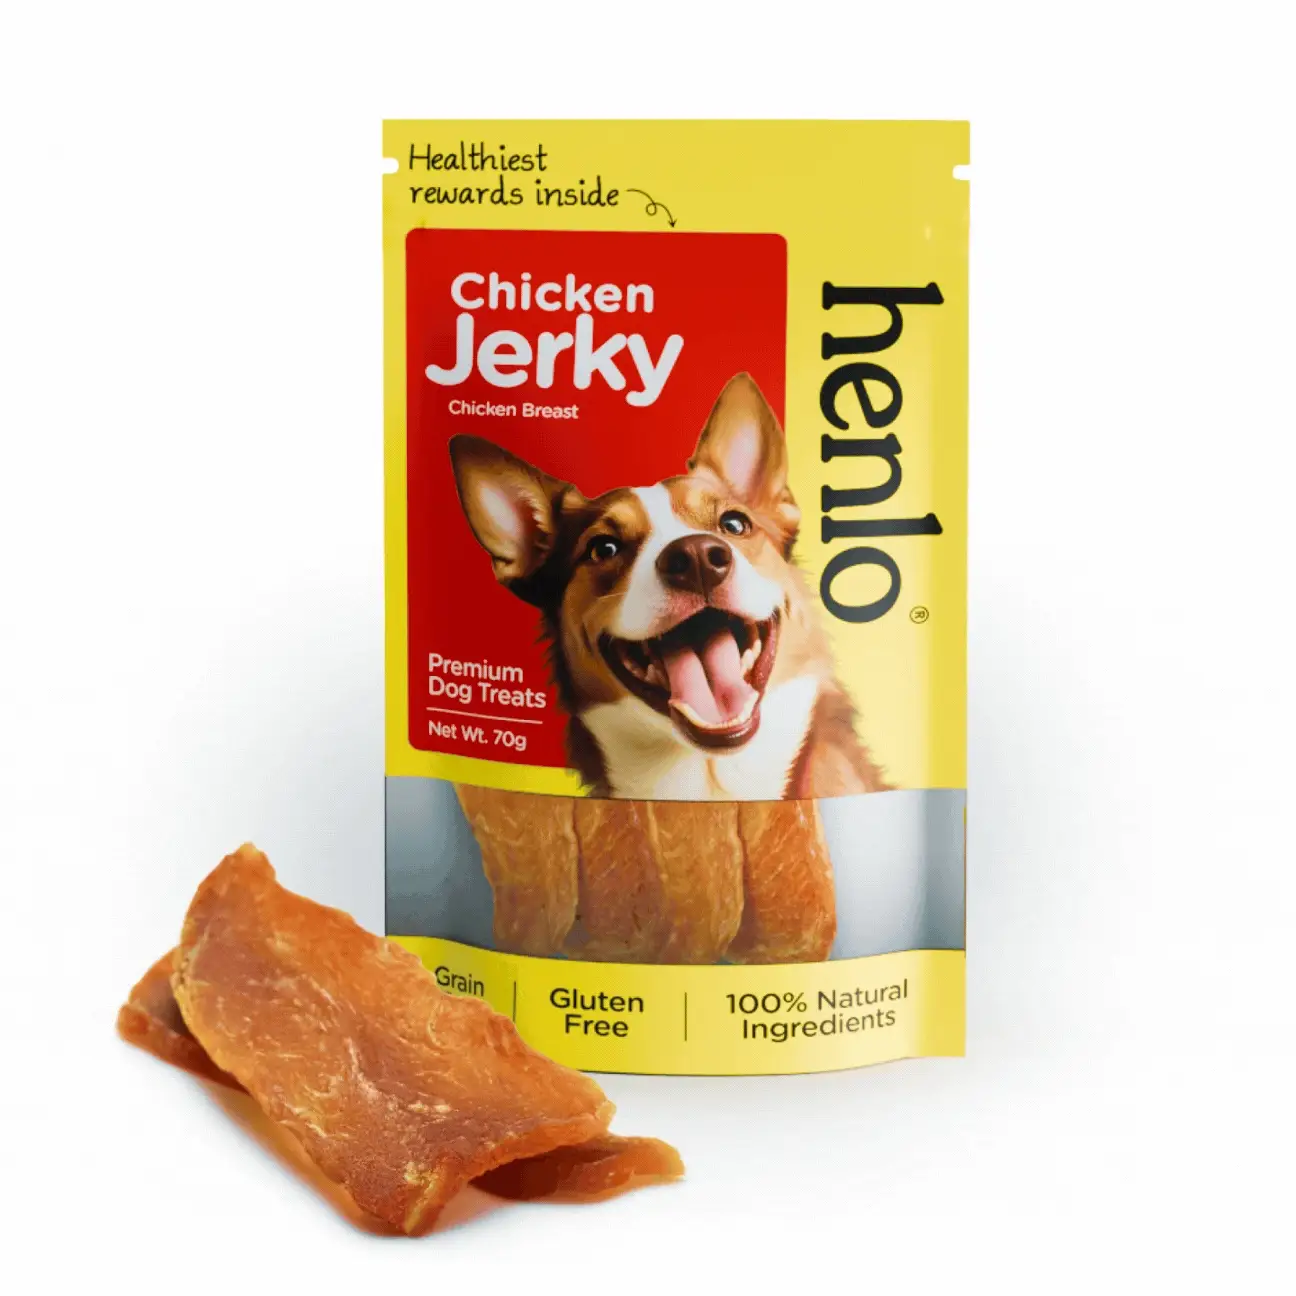 Healthiest
rewards inside
Chicken
Jerky
Chicken Breast
henlo®
Premium
Dog Treats
Net Wt. 70g
Grain
Gluten
Free
100% Natural
Ingredients